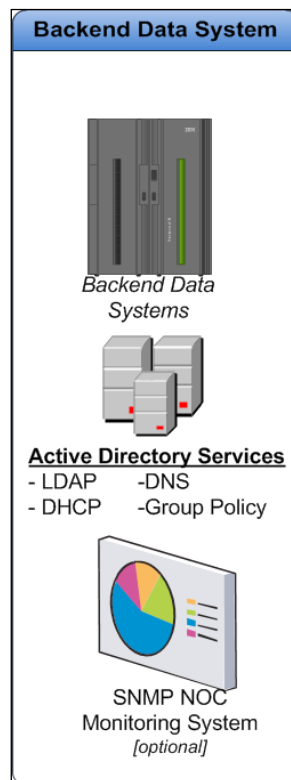 Backend Data System
IBM
Backend Data
Systems
Active Directory Services
- LDAP -DNS
- DHCP -Group Policy
SNMP NOC
Monitoring System
[optional]